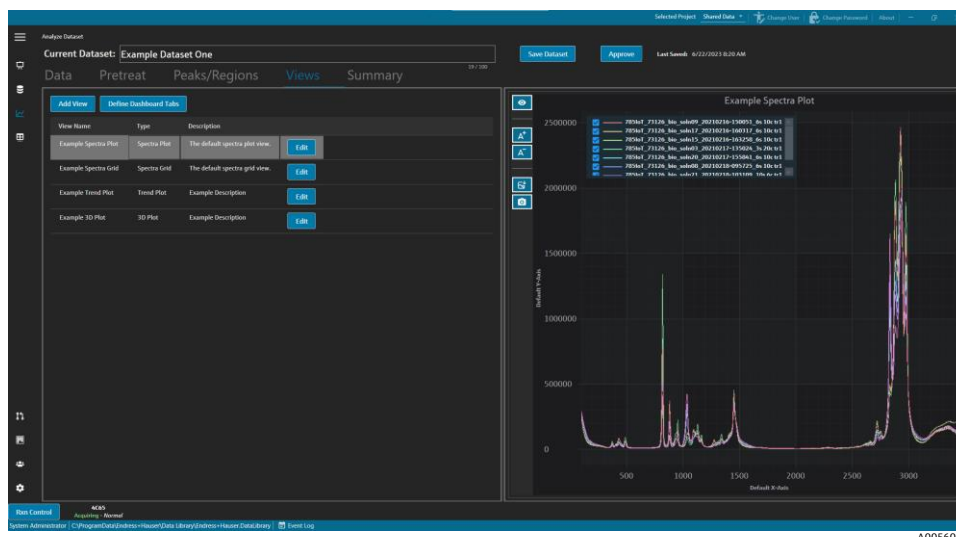 Selected Project Shared Data Change User Change Password About
Analyze Dataset
Current Dataset: Example Dataset One
19 / 100
Save Dataset Approve Last Saved: 6/22/2023 8:20 AM
Data Pretreat Peaks/Regions Views Summary
Add View Define Dashboard Tabs
View Name Type Description
Example Spectra Plot Spectra Plot The default spectra plot view. Edit
Example Spectra Grid Spectra Grid The default spectra grid view. Edit
Example Trend Plot Trend Plot Example Description Edit
Example 3D Plot 3D Plot Example Description Edit
Example Spectra Plot
A+
A-
2500000
2000000
1500000
1000000
500000
0
Default Y-Axis
500 1000 1500 2000 2500 3000
Default X-Axis
Run Control
4C65
Acquiring - Normal
System Administrator C:\ProgramData\Endress+Hauser\Data Library\Endress+Hauser.DataLibrary Event Log